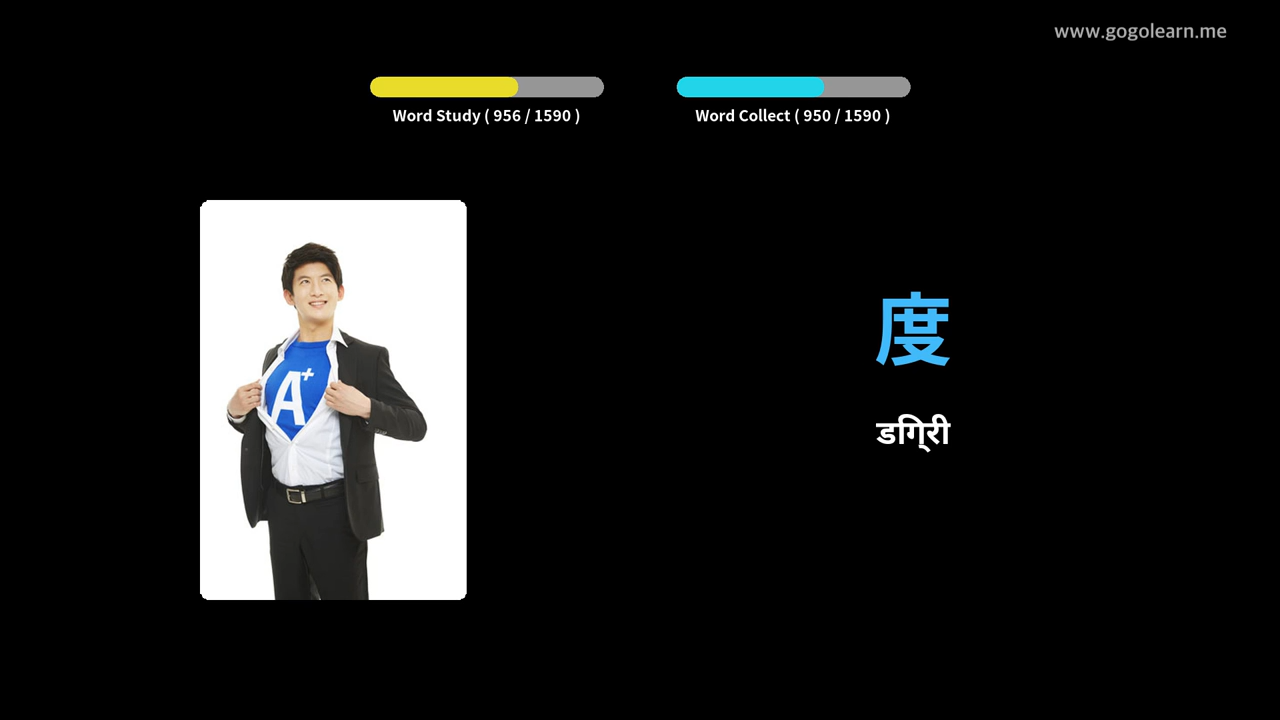 www.gogolearn.me
Word Study ( 956 / 1590 )
Word Collect ( 950 / 1590 )
A+
度
डिग्री